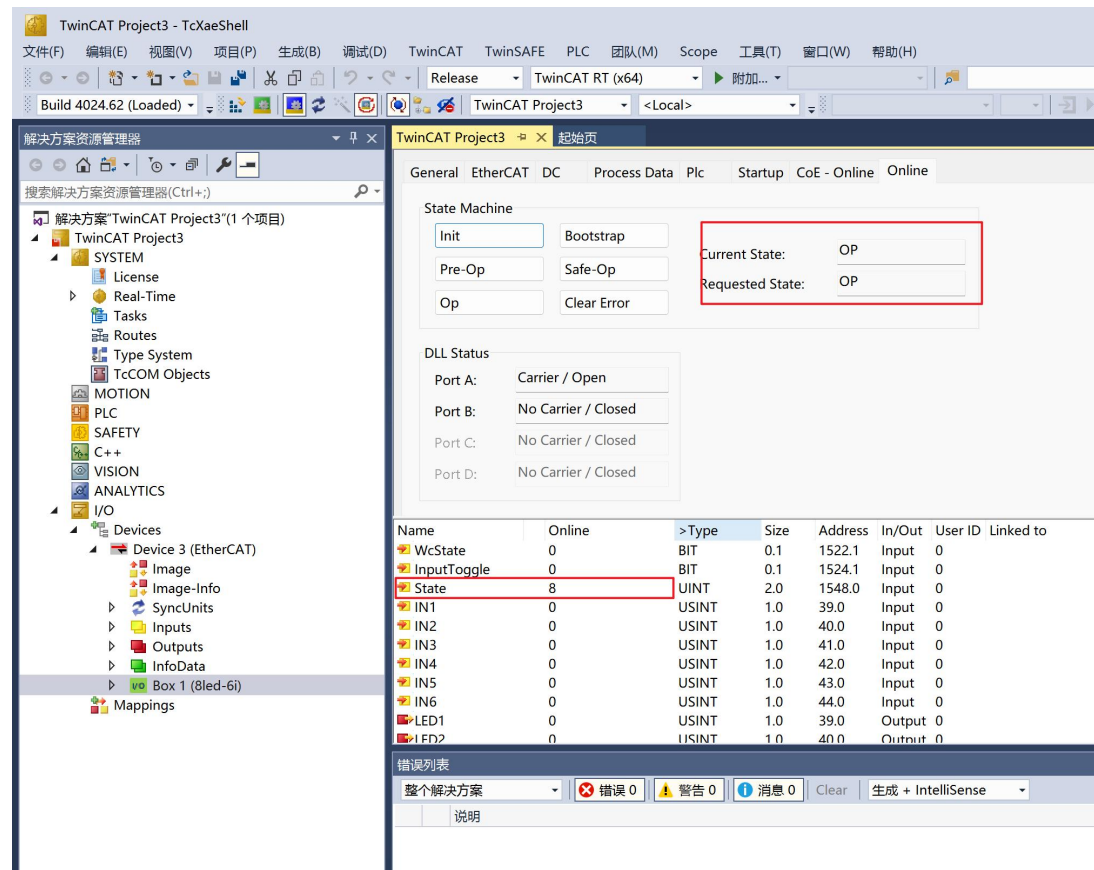 TwinCAT Project3 - TcXaeShell
文件(F) 编辑(E) 视图(V) 项目(P) 生成(B) 调试(D) TwinCAT TwinSAFE PLC 团队(M) Scope 工具(T) 窗口(W) 帮助(H)
Release TwinCAT RT (x64) 附加...
Build 4024.62 (Loaded) TwinCAT Project3 <Local>
解决方案资源管理器
搜索解决方案资源管理器(Ctrl+;)
解决方案"TwinCAT Project3"(1 个项目)
TwinCAT Project3
SYSTEM
License
Real-Time
Tasks
Routes
Type System
TcCOM Objects
MOTION
PLC
SAFETY
C++
VISION
ANALYTICS
I/O
Devices
Device 3 (EtherCAT)
Image
Image-Info
SyncUnits
Inputs
Outputs
InfoData
Box 1 (8led-6i)
Mappings
TwinCAT Project3 起始页
General EtherCAT DC Process Data Plc Startup CoE - Online Online
State Machine
Init Bootstrap
Pre-Op Safe-Op
Op Clear Error
Current State: OP
Requested State: OP
DLL Status
Port A: Carrier / Open
Port B: No Carrier / Closed
Port C: No Carrier / Closed
Port D: No Carrier / Closed
Name Online >Type Size Address In/Out User ID Linked to
WcState 0 BIT 0.1 1522.1 Input 0
InputToggle 0 BIT 0.1 1524.1 Input 0
State 8 UINT 2.0 1548.0 Input 0
IN1 0 USINT 1.0 39.0 Input 0
IN2 0 USINT 1.0 40.0 Input 0
IN3 0 USINT 1.0 41.0 Input 0
IN4 0 USINT 1.0 42.0 Input 0
IN5 0 USINT 1.0 43.0 Input 0
IN6 0 USINT 1.0 44.0 Input 0
LED1 0 USINT 1.0 39.0 Output 0
LED2 0 USINT 1.0 40.0 Output 0
错误列表
整个解决方案 错误 0 警告 0 消息 0 Clear 生成 + IntelliSense
说明